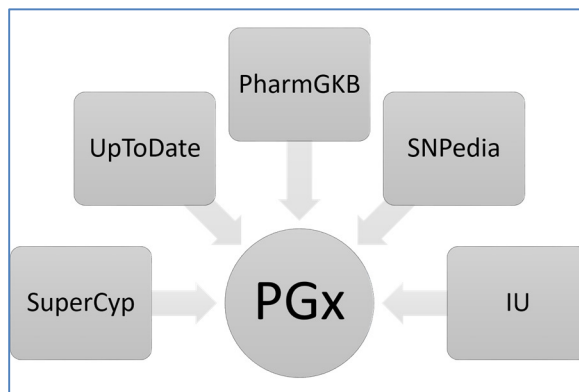 PharmGKB
UpToDate
SNPedia
SuperCyp
PGx
IU